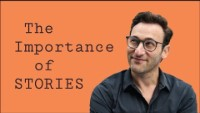 The
Importance
of
STORIES